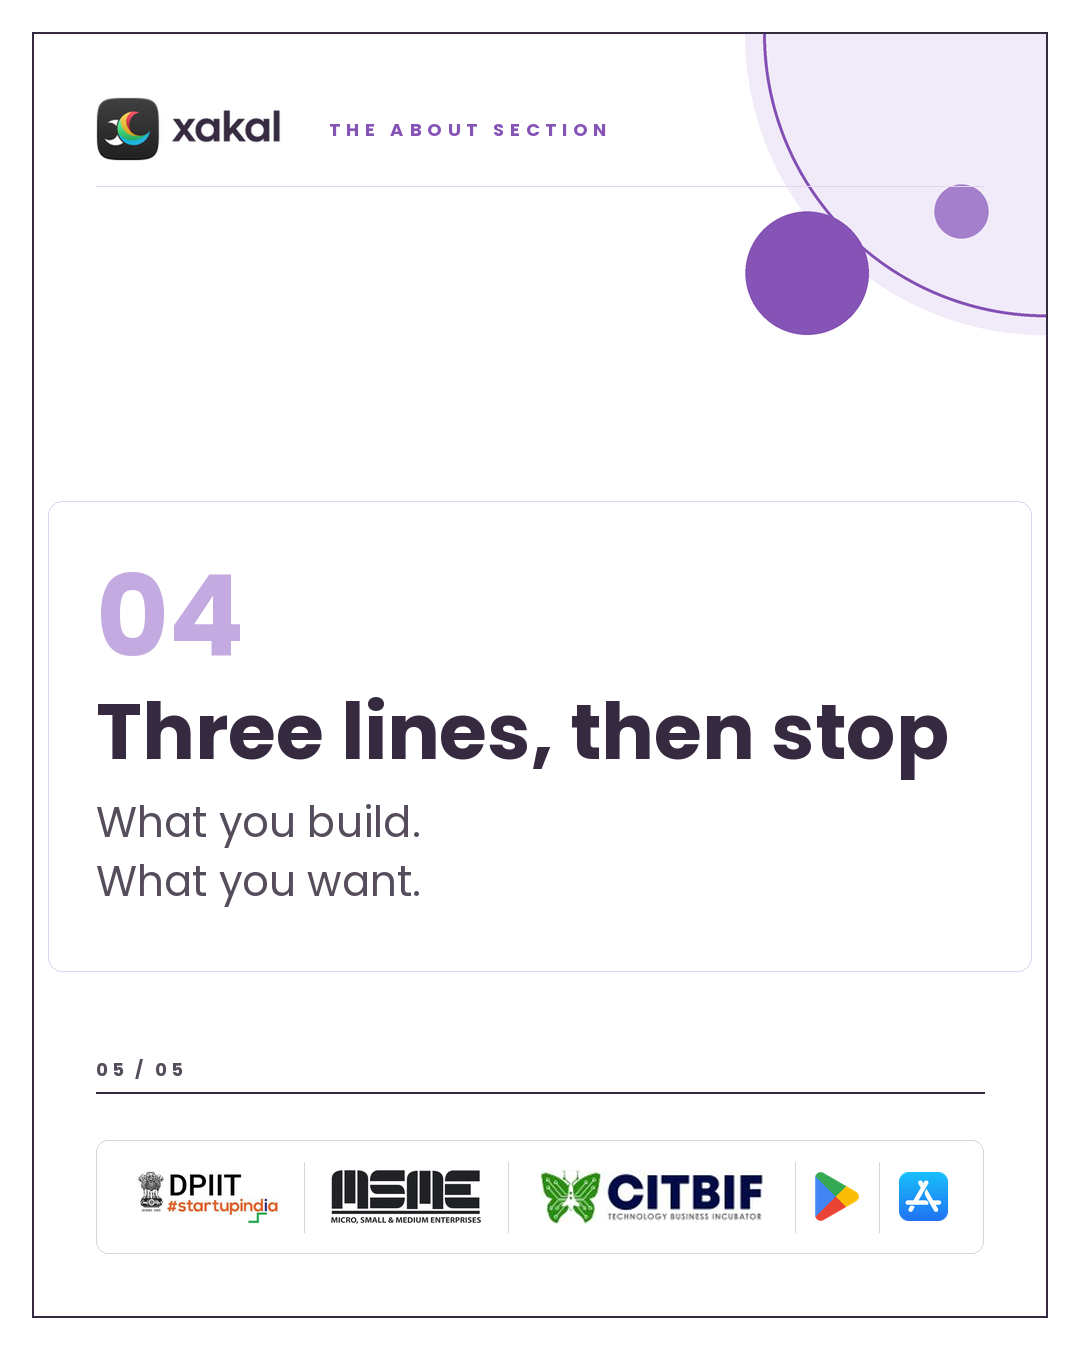 xakal
THE ABOUT SECTION
04
Three lines, then stop
What you build.
What you want.
05 / 05
DPIIT
#startupindia
MSME
MICRO, SMALL & MEDIUM ENTERPRISES
CITBIF
TECHNOLOGY BUSINESS INCUBATOR